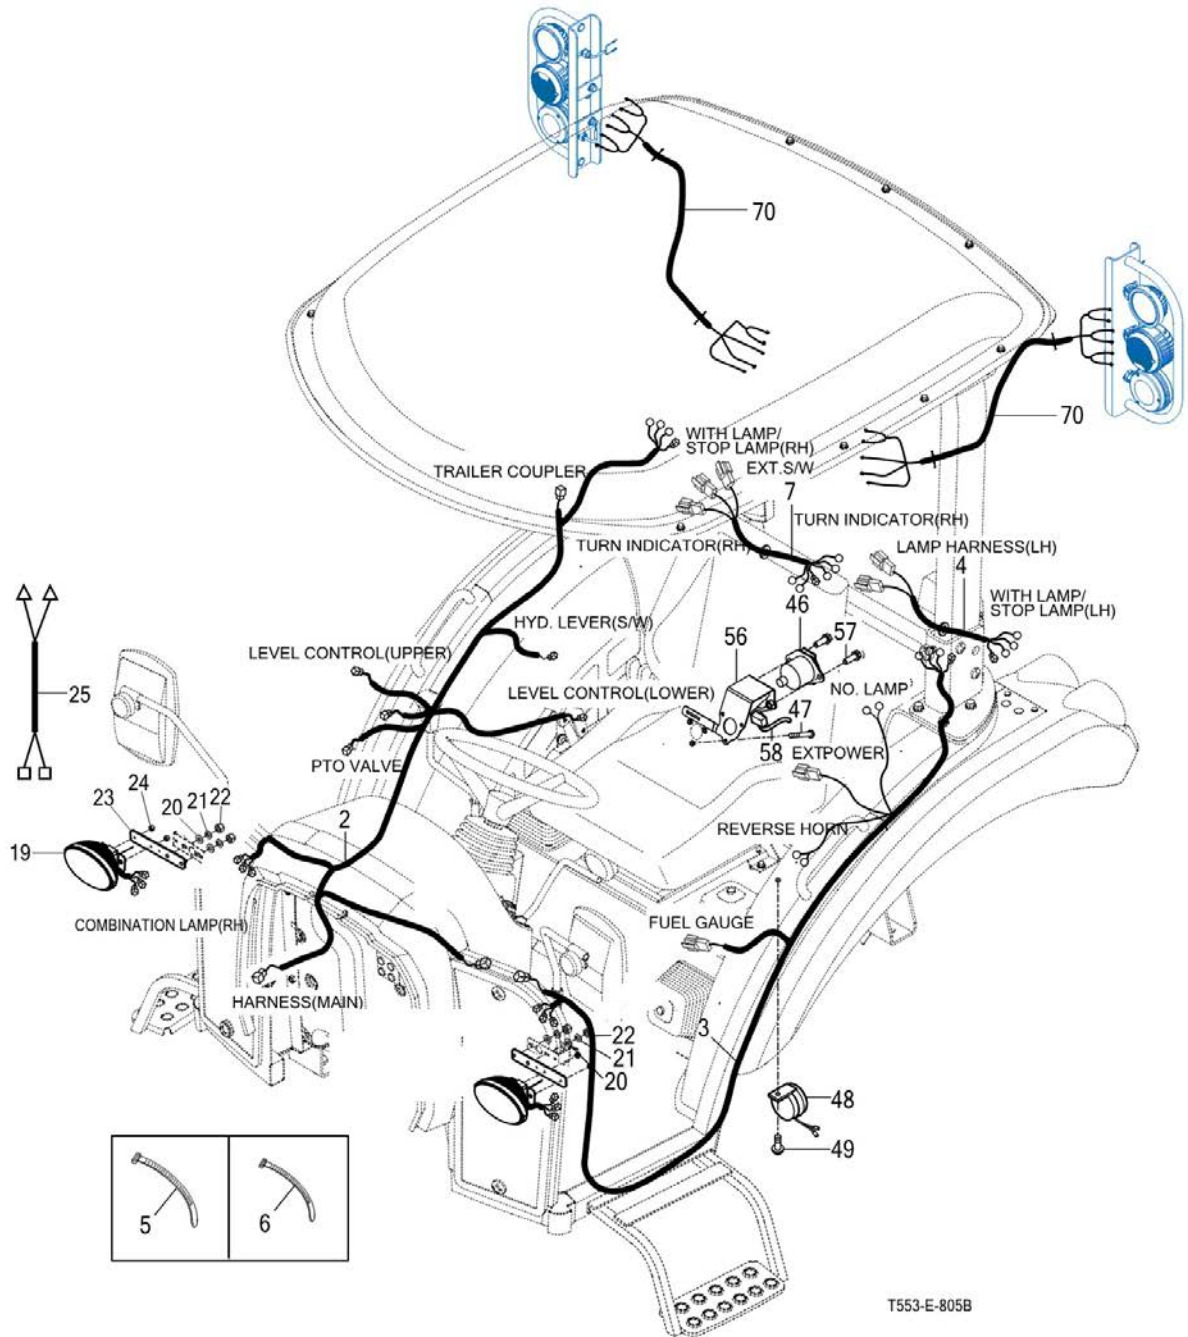 70
70
WITH LAMP/
STOP LAMP(RH)
TRAILER COUPLER
EXT.S/W
7
TURN INDICATOR(RH)
TURN INDICATOR(RH)
LAMP HARNESS(LH)
4
46
WITH LAMP/
STOP LAMP(LH)
HYD. LEVER(S/W)
56
57
LEVEL CONTROL(UPPER)
LEVEL CONTROL(LOWER)
NO. LAMP
25
47
58
EXTPOWER
PTO VALVE
24
23
20
21
22
2
19
REVERSE HORN
COMBINATION LAMP(RH)
FUEL GAUGE
HARNESS(MAIN)
22
3
21
20
48
49
5
6
T553-E-805B